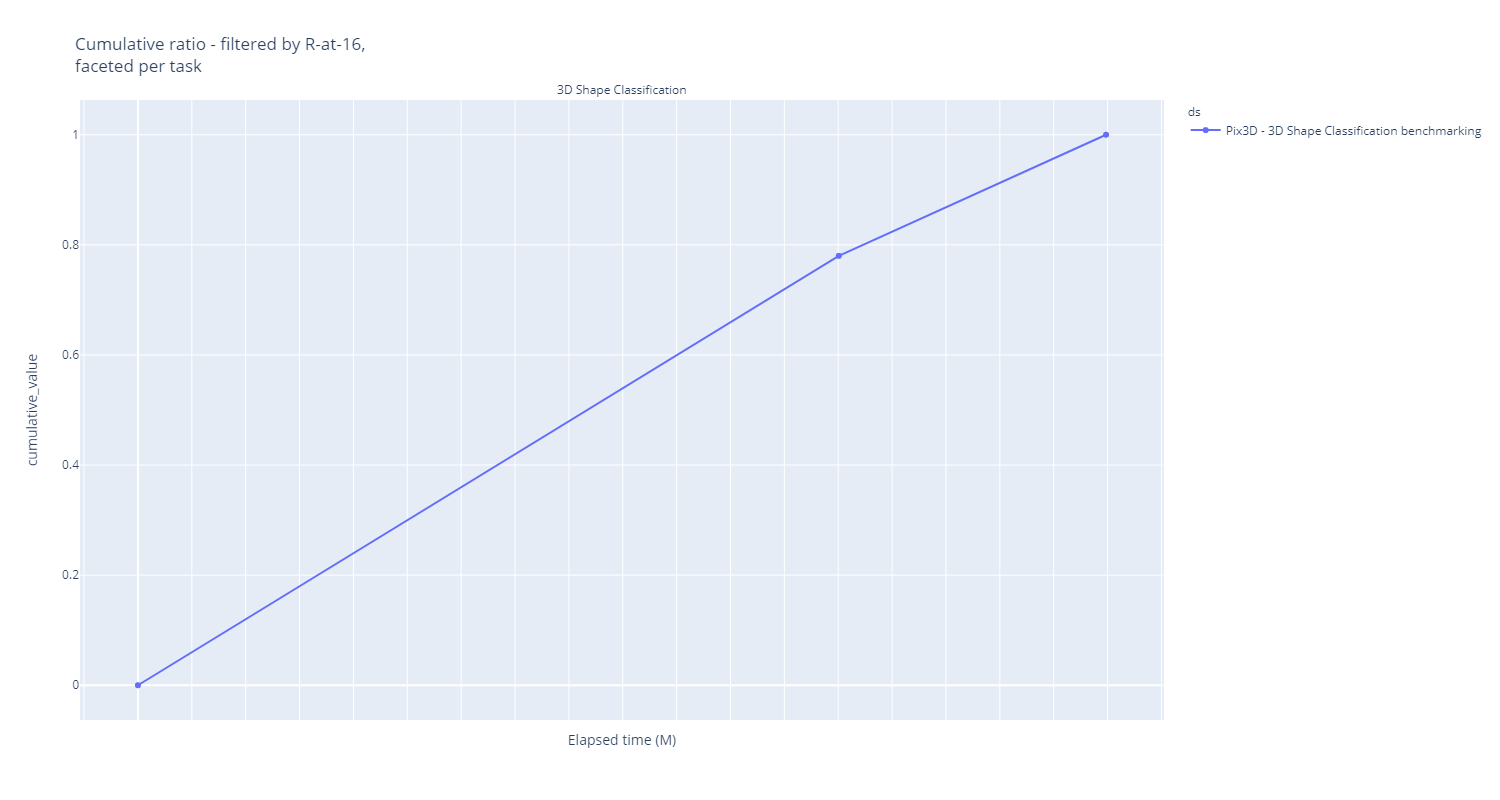 Cumulative ratio - filtered by R-at-16,
faceted per task
3D Shape Classification
ds
Pix3D - 3D Shape Classification benchmarking
1
0.8
0.6
0.4
0.2
0
cumulative_value
Elapsed time (M)